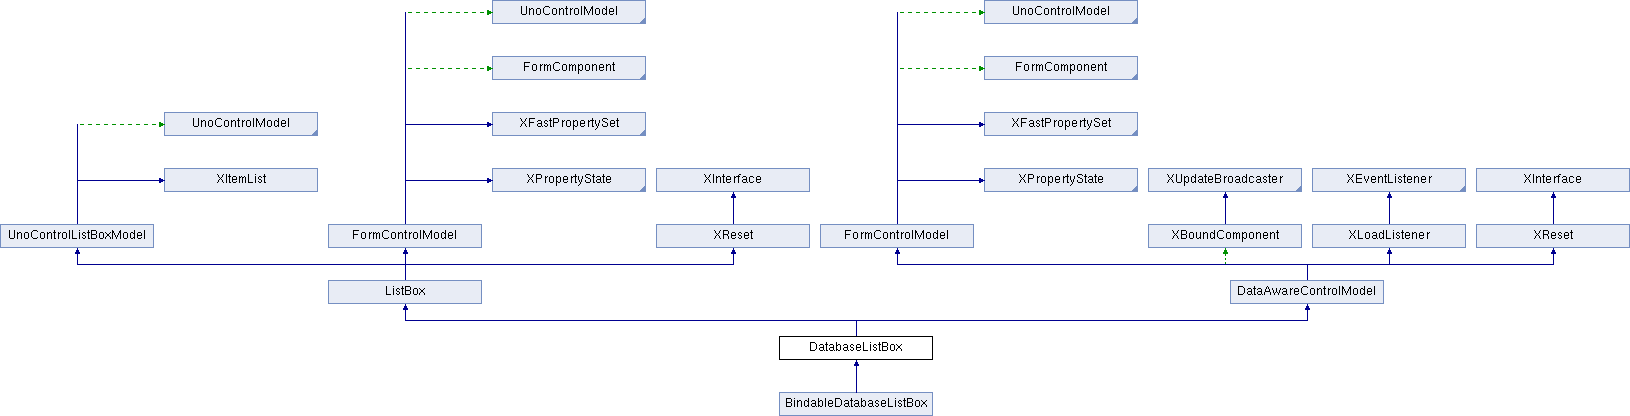 UnoControlModel UnoControlModel
FormComponent FormComponent
UnoControlModel XFastPropertySet XFastPropertySet
XItemList XPropertyState XInterface XPropertyState XUpdateBroadcaster XEventListener XInterface
UnoControlListBoxModel FormControlModel XReset FormControlModel XBoundComponent XLoadListener XReset
ListBox DataAwareControlModel
DatabaseListBox
BindableDatabaseListBox